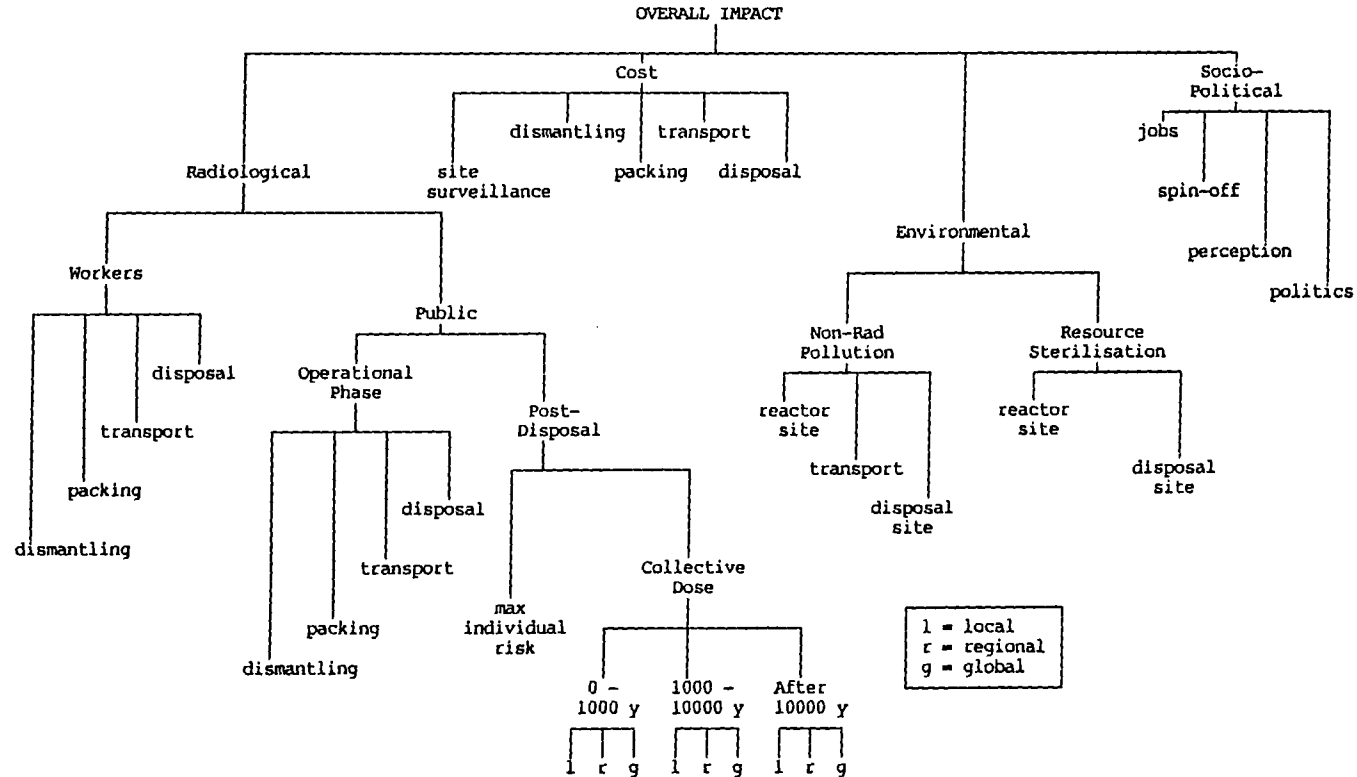 OVERALL IMPACT
Cost
Socio-
Political
dismantling
transport
jobs
site
surveillance
packing
disposal
Radiological
spin-off
Environmental
perception
Workers
politics
Public
Non-Rad
Pollution
Resource
Sterilisation
disposal
Operational
Phase
Post-
Disposal
reactor
site
reactor
site
transport
transport
disposal
site
packing
disposal
disposal
site
dismantling
transport
Collective
Dose
max
individual
risk
packing
dismantling
l = local
r = regional
g = global
0 -
1000 y
1000 -
10000 y
After
10000 y
l r g
l r g
l r g